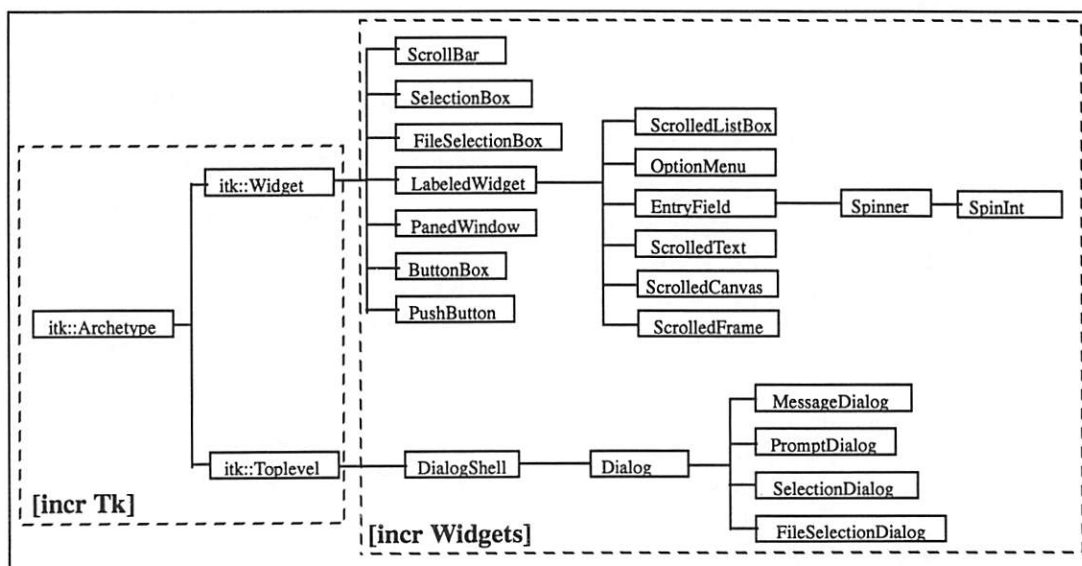 ScrollBar
SelectionBox
FileSelectionBox
LabeledWidget
PanedWindow
ButtonBox
PushButton
ScrolledListBox
OptionMenu
EntryField
ScrolledText
ScrolledCanvas
ScrolledFrame
Spinner
SpinInt
itk::Widget
itk::Archetype
itk::Toplevel
DialogShell
Dialog
MessageDialog
PromptDialog
SelectionDialog
FileSelectionDialog
[incr Tk]
[incr Widgets]